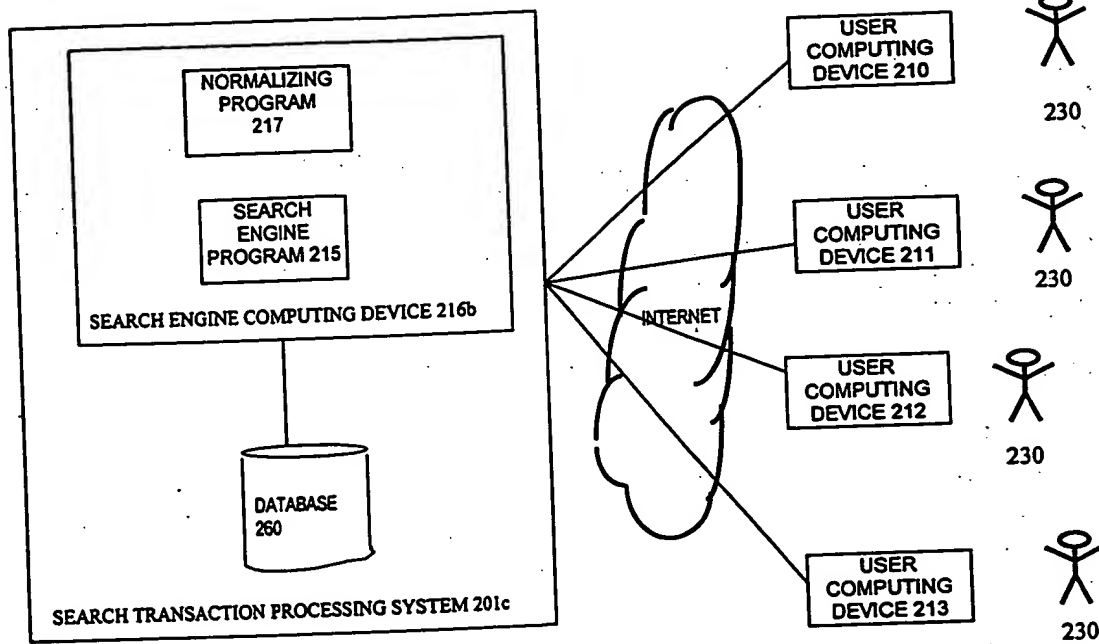 NORMALIZING
PROGRAM
217
SEARCH
ENGINE
PROGRAM 215
SEARCH ENGINE COMPUTING DEVICE 216b
DATABASE
260
SEARCH TRANSACTION PROCESSING SYSTEM 201c
INTERNET
USER
COMPUTING
DEVICE 210
230
USER
COMPUTING
DEVICE 211
230
USER
COMPUTING
DEVICE 212
230
USER
COMPUTING
DEVICE 213
230